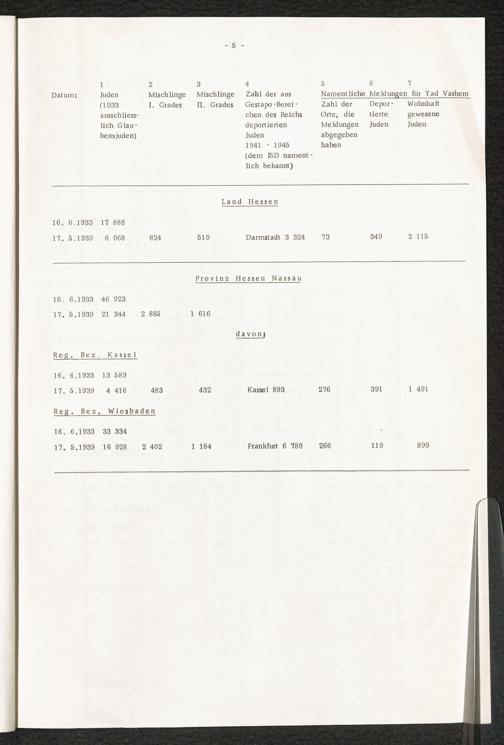 - 5 -
1 2 3 4 5 6 7
Datum: Juden Mischlinge Mischlinge Zahl der aus Namentliche Meldungen für Yad Vashem
(1933 I. Grades II. Grades Gestapo-Berei- Zahl der Depor- Wohnhaft
ausschliess- chen des Reichs Orte, die tierte gewesene
lich Glau- deportierten Meldungen Juden Juden
bensjuden) Juden abgegeben
1941 - 1945 haben
(dem ISD nament-
lich bekannt)
Land Hessen
16. 6.1933 17 888
17. 5.1939 6 068 824 510 Darmstadt 3 324 73 349 2 115
Provinz Hessen Nassau
16. 6.1933 46 923
17. 5.1939 21 344 2 885 1 616
davon:
Reg. Bez. Kassel
16. 6.1933 13 589
17. 5.1939 4 416 483 432 Kassel 893 276 391 1 491
Reg. Bez. Wiesbaden
16. 6.1933 33 334
17. 5.1939 16 928 2 402 1 184 Frankfurt 6 780 266 119 899